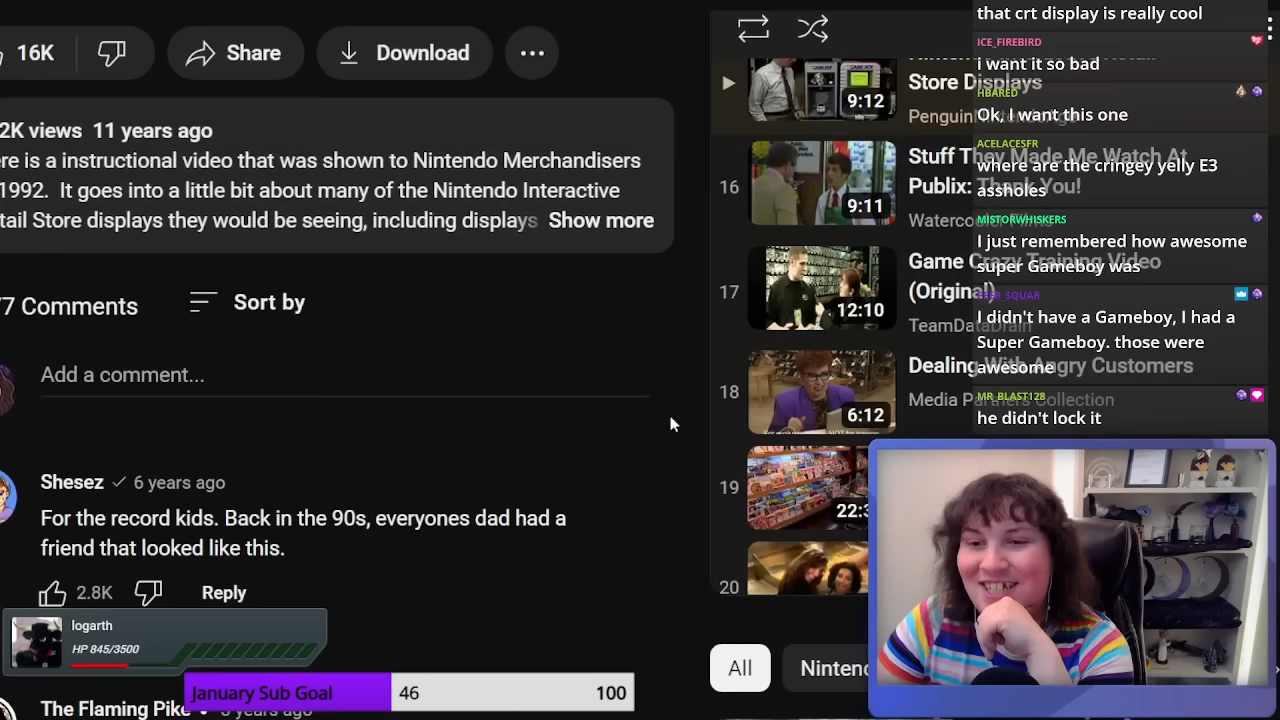 16K
Share
Download
2K views 11 years ago
ere is a instructional video that was shown to Nintendo Merchandisers
1992. It goes into a little bit about many of the Nintendo Interactive
tail Store displays they would be seeing, including displays Show more
7 Comments
Sort by
Add a comment...
Shesez 6 years ago
For the record kids. Back in the 90s, everyones dad had a
friend that looked like this.
2.8K
Reply
logarth
HP 845/3500
January Sub Goal 46 100
The Flaming Pike
years ago
Store Displays
9:12
16
Stuff They Made Me Watch At
Publix: Thank You!
9:11
17
Game Crazy Training Video
(Original)
TeamDataDrain
12:10
18
Dealing With Angry Customers
Media Partners Collection
6:12
19
22:3
20
All
Ninten
that crt display is really cool
ICE_FIREBIRD
I want it so bad
HBARED
Ok, I want this one
ACELACESFR
where are the cringey yelly E3
assholes
MISTORWHISKERS
I just remembered how awesome
super Gameboy was
I didn't have a Gameboy, I had a
Super Gameboy. those were
awesome
MR_BLAST128
he didn't lock it